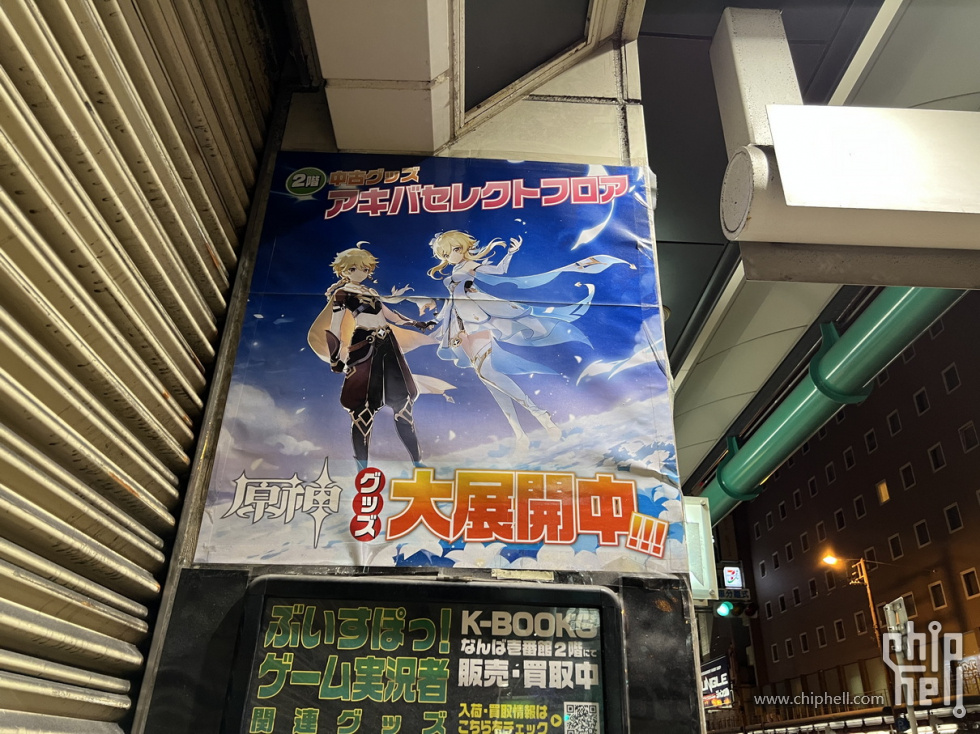 2階 中古グッズ
アキバセレクトフロア
原神 グッズ 大展開中!!!
ぶいすぽっ!
ゲーム実況者
関連グッズ
K-BOOKS
なんば壱番館2階にて
販売・買取中
入荷・買取情報は
こちらをチェック
7
www.chiphell.com
chip
hell